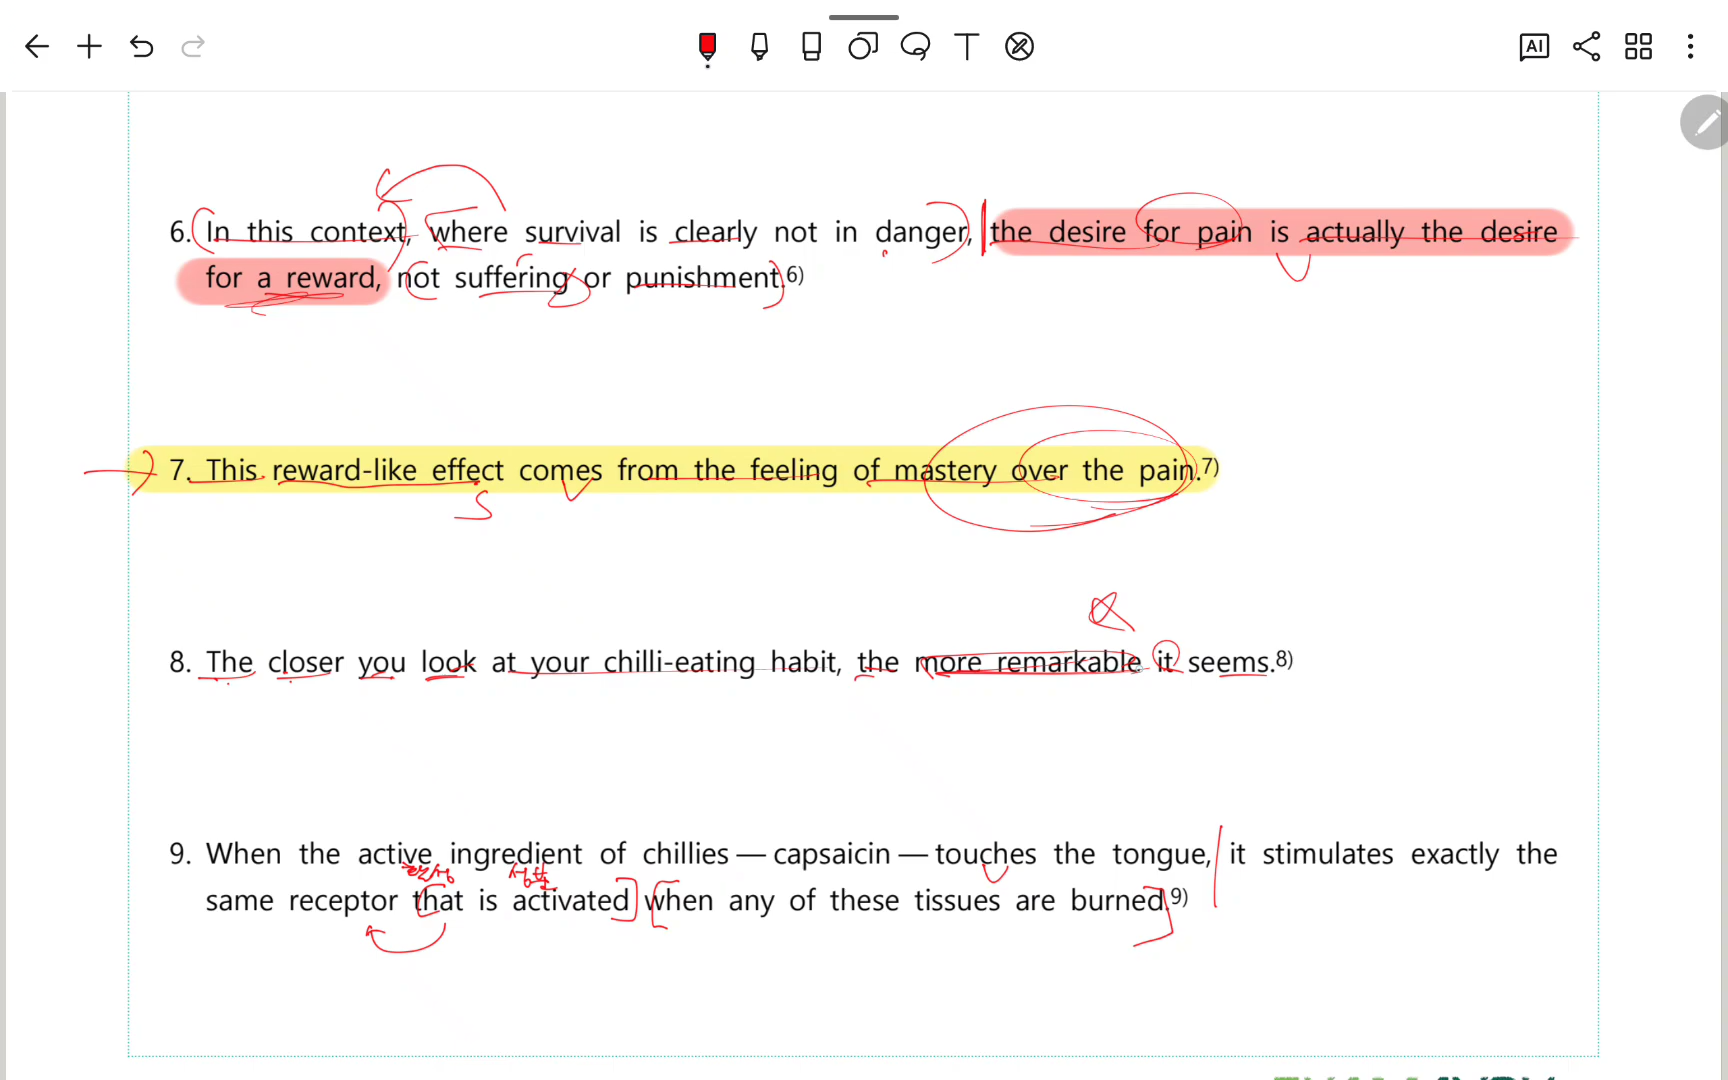 AI
T
6. In this context, where survival is clearly not in danger, the desire for pain is actually the desire
for a reward, not suffering or punishment.6)
7. This reward-like effect comes from the feeling of mastery over the pain.7)
S
8. The closer you look at your chilli-eating habit, the more remarkable it seems.8)
9. When the active ingredient of chillies — capsaicin — touches the tongue, it stimulates exactly the
same receptor that is activated when any of these tissues are burned.9)